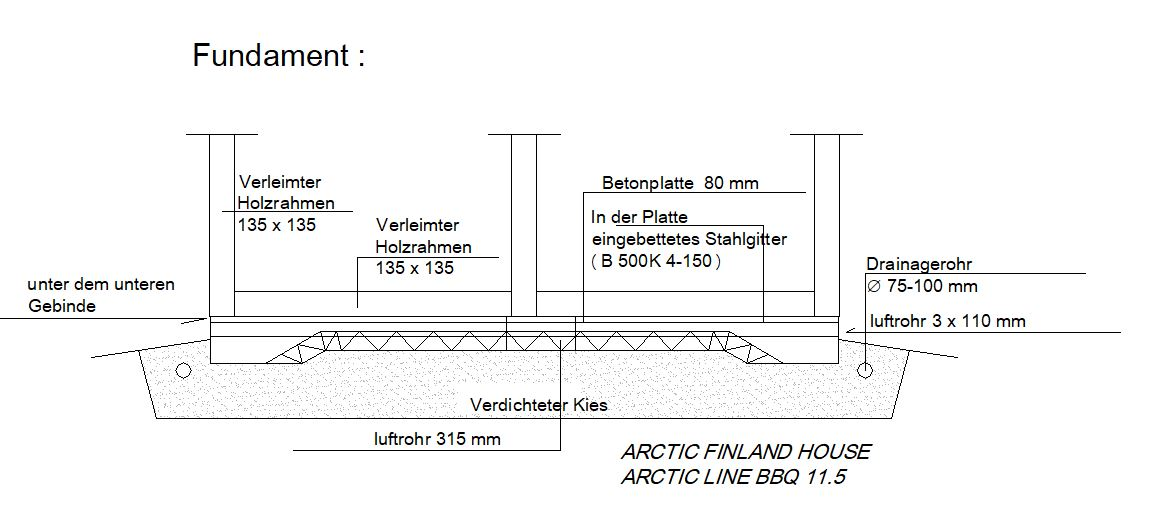 Fundament :
Verleimter
Holzrahmen
135 x 135
Verleimter
Holzrahmen
135 x 135
Betonplatte 80 mm
In der Platte
eingebettetes Stahlgitter
( B 500K 4-150 )
unter dem unteren
Gebinde
Drainagerohr
∅ 75-100 mm
luftrohr 3 x 110 mm
Verdichteter Kies
luftrohr 315 mm
ARCTIC FINLAND HOUSE
ARCTIC LINE BBQ 11.5